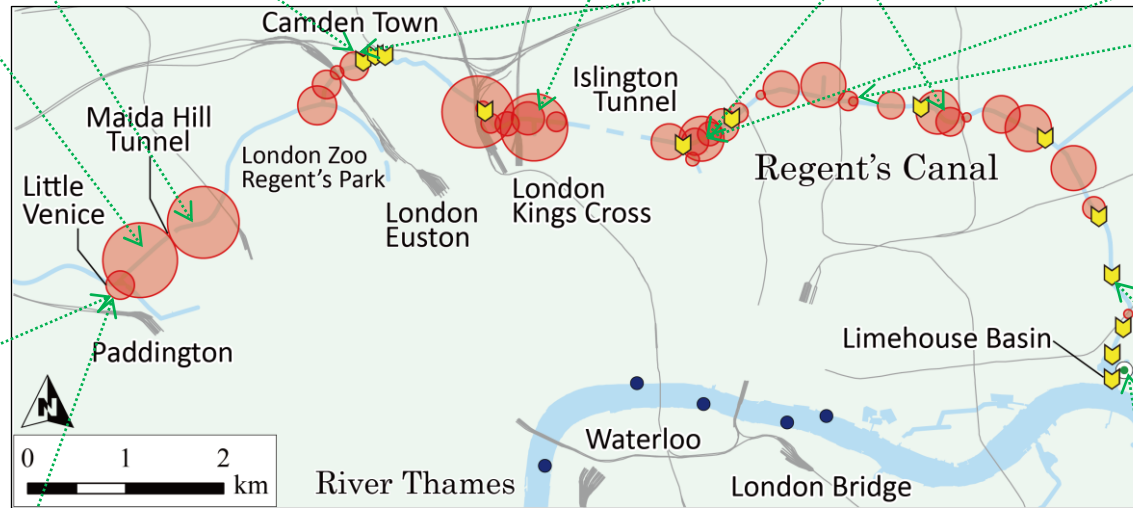 Camden Town
Maida Hill
Tunnel
Little
Venice
London Zoo
Regent's Park
London
Euston
London
Kings Cross
Islington
Tunnel
Regent's Canal
Paddington
Limehouse Basin
N
0 1 2
km
River Thames
Waterloo
London Bridge